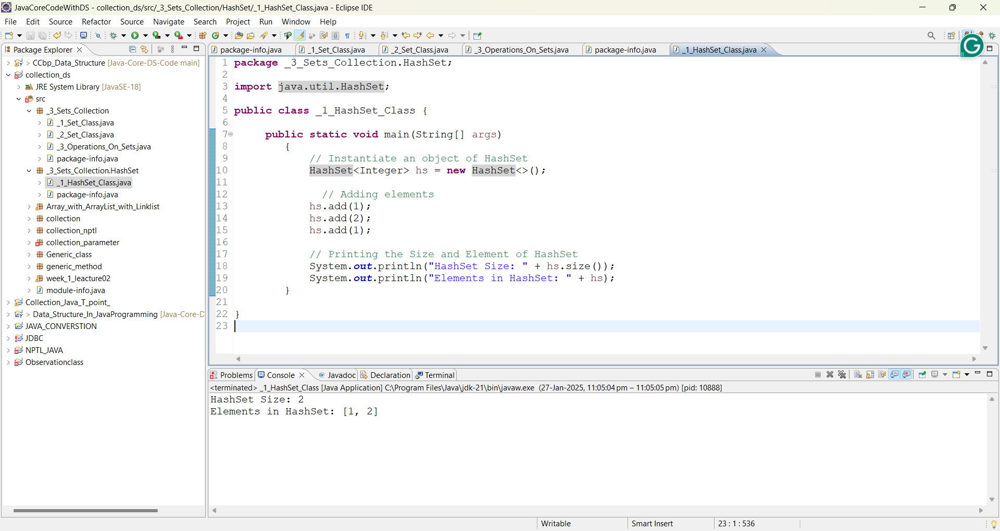 JavaCoreCodeWithDS - collection_ds/src/_3_Sets_Collection/HashSet/_1_HashSet_Class.java - Eclipse IDE
File Edit Source Refactor Source Navigate Search Project Run Window Help
Package Explorer
> CCbp_Data_Structure [Java-Core-DS-Code main]
collection_ds
JRE System Library [JavaSE-18]
src
_3_Sets_Collection
_1_Set_Class.java
_2_Set_Class.java
_3_Operations_On_Sets.java
package-info.java
_3_Sets_Collection.HashSet
_1_HashSet_Class.java
package-info.java
Array_with_ArrayList_with_Linklist
collection
collection_nptl
collection_parameter
Generic_class
generic_method
week_1_leacture02
module-info.java
Collection_Java_T_point_
> Data_Structure_In_JavaProgramming [Java-Core-D
JAVA_CONVERSTION
JDBC
NPTL_JAVA
Observationclass
package-info.java _1_Set_Class.java _2_Set_Class.java _3_Operations_On_Sets.java package-info.java _1_HashSet_Class.java
1 package _3_Sets_Collection.HashSet;
2
3 import java.util.HashSet;
4
5 public class _1_HashSet_Class {
6
7 public static void main(String[] args)
8 {
9 // Instantiate an object of HashSet
10 HashSet<Integer> hs = new HashSet<>();
11
12 // Adding elements
13 hs.add(1);
14 hs.add(2);
15 hs.add(1);
16
17 // Printing the Size and Element of HashSet
18 System.out.println("HashSet Size: " + hs.size());
19 System.out.println("Elements in HashSet: " + hs);
20 }
21
22 }
23
Problems Console Javadoc Declaration Terminal
<terminated> _1_HashSet_Class [Java Application] C:\Program Files\Java\jdk-21\bin\javaw.exe (27-Jan-2025, 11:05:04 pm – 11:05:05 pm) [pid: 10888]
HashSet Size: 2
Elements in HashSet: [1, 2]
Writable Smart Insert 23 : 1 : 536